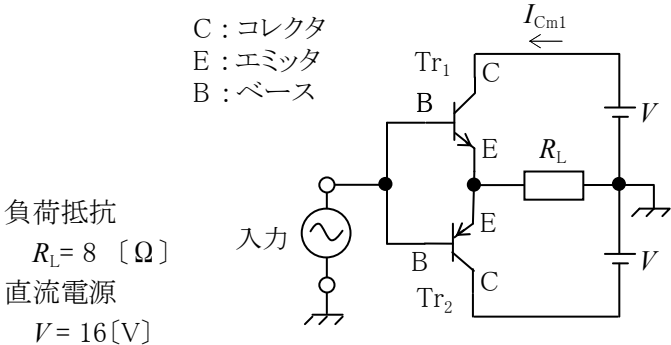 C：コレクタ
E：エミッタ
B：ベース
I_Cm1
Tr₁
C
B
E
V
R_L
入力
E
B
C
V
Tr₂
負荷抵抗
R_L= 8 〔Ω〕
直流電源
V= 16〔V〕